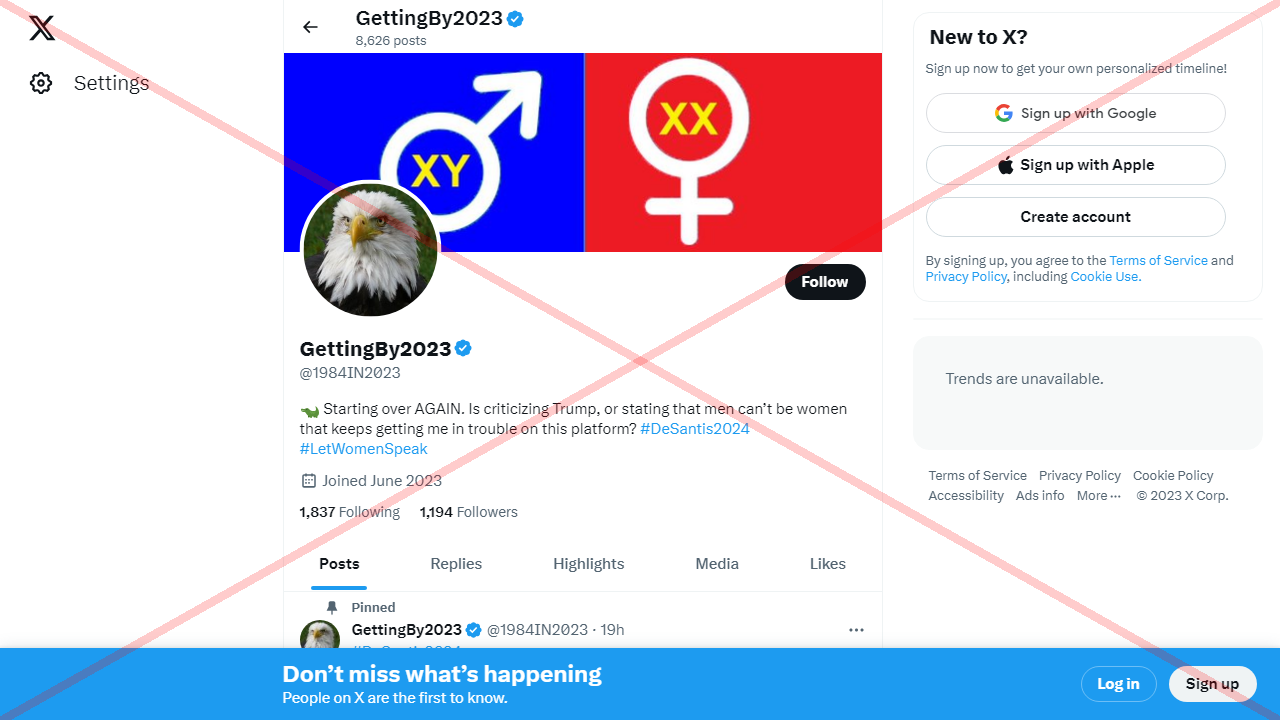 GettingBy2023
8,626 posts
Settings
XY
XX
Follow
GettingBy2023
@1984IN2023
Starting over AGAIN. Is criticizing Trump, or stating that men can’t be women
that keeps getting me in trouble on this platform? #DeSantis2024
#LetWomenSpeak
Joined June 2023
1,837 Following 1,194 Followers
Posts Replies Highlights Media Likes
Pinned
GettingBy2023 @1984IN2023 · 19h
New to X?
Sign up now to get your own personalized timeline!
Sign up with Google
Sign up with Apple
Create account
By signing up, you agree to the Terms of Service and
Privacy Policy, including Cookie Use.
Trends are unavailable.
Terms of Service Privacy Policy Cookie Policy
Accessibility Ads info More ··· © 2023 X Corp.
Don’t miss what’s happening
People on X are the first to know.
Log in
Sign up